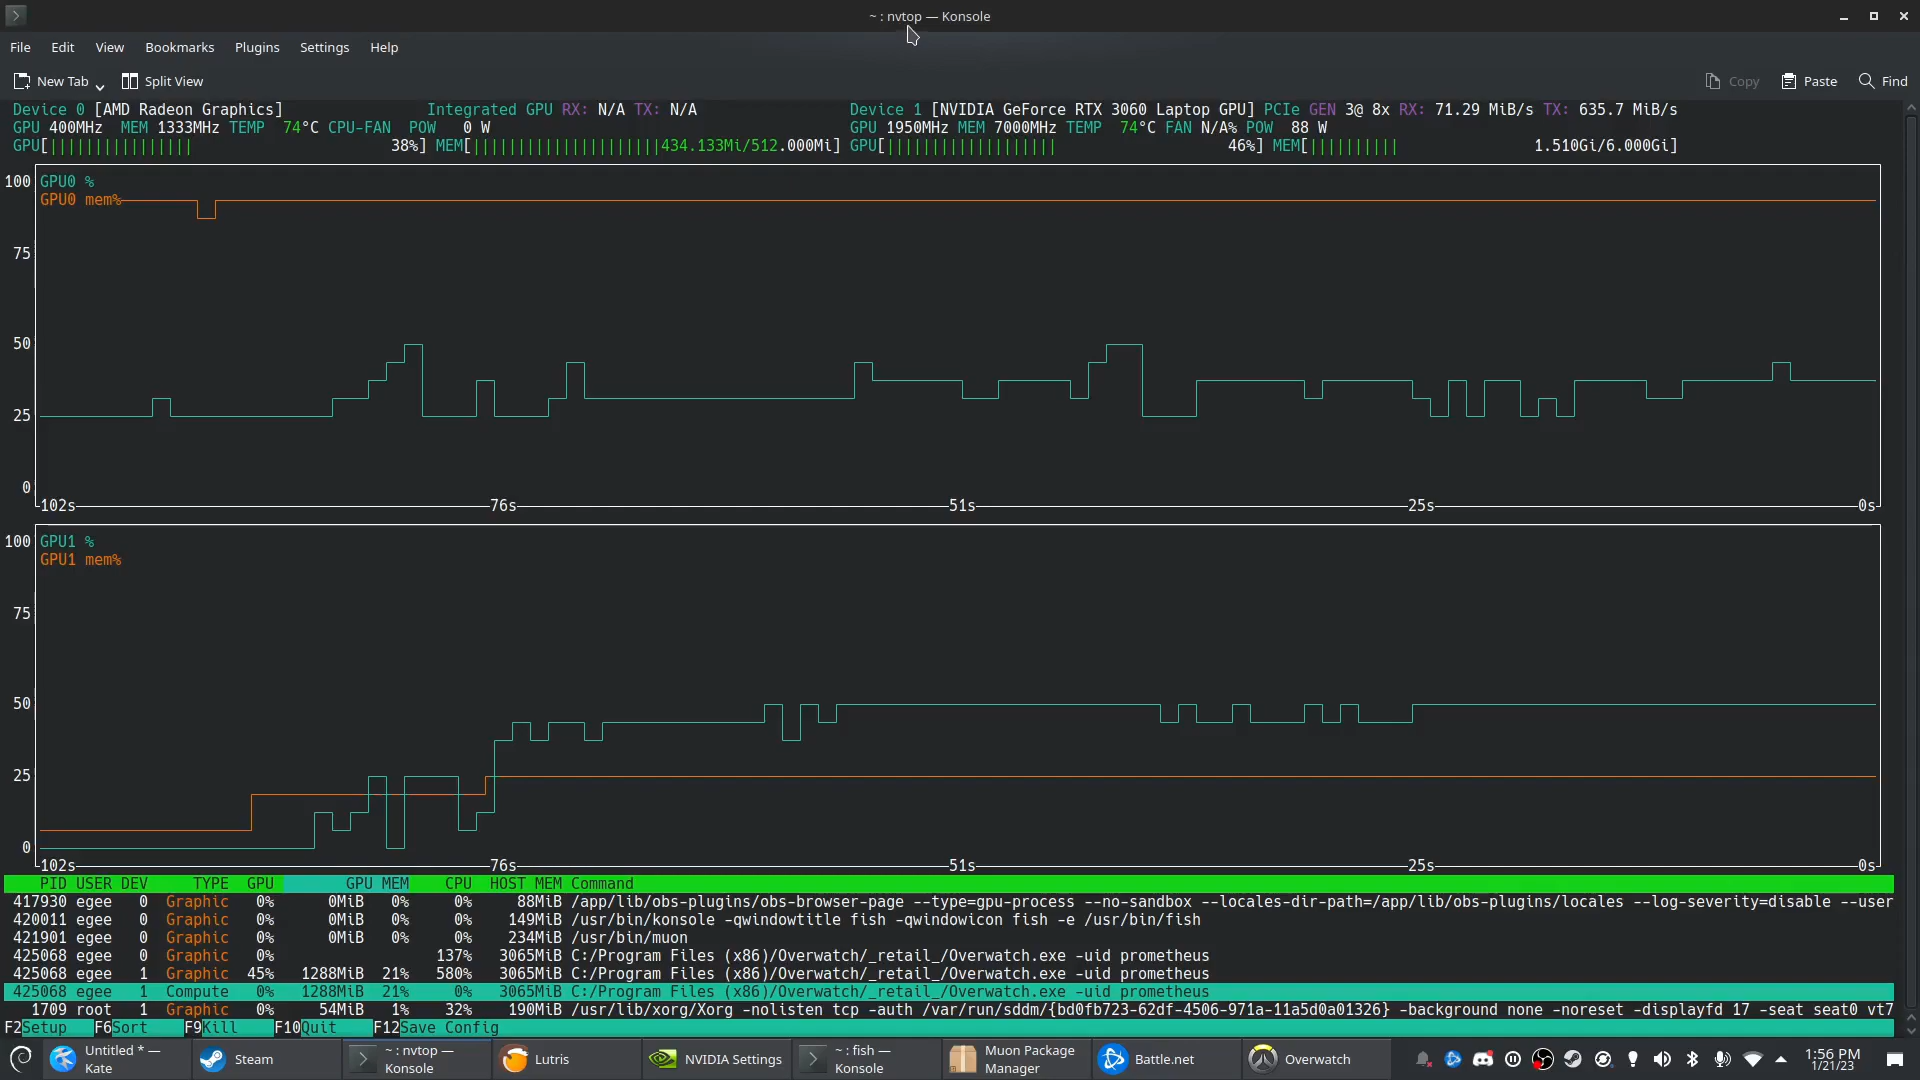 ~ : nvtop — Konsole
File Edit View Bookmarks Plugins Settings Help
New Tab Split View Copy Paste Find
Device 0 [AMD Radeon Graphics] Integrated GPU RX: N/A TX: N/A Device 1 [NVIDIA GeForce RTX 3060 Laptop GPU] PCIe GEN 3@ 8x RX: 71.29 MiB/s TX: 635.7 MiB/s
GPU 400MHz MEM 1333MHz TEMP 74°C CPU-FAN POW 0 W GPU 1950MHz MEM 7000MHz TEMP 74°C FAN N/A% POW 88 W
GPU[||||||||||||||||                      38%] MEM[|||||||||||||||||||||434.133Mi/512.000Mi] GPU[|||||||||||||||||||                   46%] MEM[||||||||||               1.510Gi/6.000Gi]
100 GPU0 %
GPU0 mem%
75
50
25
0
102s 76s 51s 25s 0s
100 GPU1 %
GPU1 mem%
75
50
25
0
102s 76s 51s 25s 0s
PID USER DEV TYPE GPU GPU MEM CPU HOST MEM Command
417930 egee 0 Graphic 0% 0MiB 0% 0% 88MiB /app/lib/obs-plugins/obs-browser-page --type=gpu-process --no-sandbox --locales-dir-path=/app/lib/obs-plugins/locales --log-severity=disable --user
420011 egee 0 Graphic 0% 0MiB 0% 0% 149MiB /usr/bin/konsole -qwindowtitle fish -qwindowicon fish -e /usr/bin/fish
421901 egee 0 Graphic 0% 0MiB 0% 0% 234MiB /usr/bin/muon
425068 egee 0 Graphic 0% 137% 3065MiB C:/Program Files (x86)/Overwatch/_retail_/Overwatch.exe -uid prometheus
425068 egee 1 Graphic 45% 1288MiB 21% 580% 3065MiB C:/Program Files (x86)/Overwatch/_retail_/Overwatch.exe -uid prometheus
425068 egee 1 Compute 0% 1288MiB 21% 0% 3065MiB C:/Program Files (x86)/Overwatch/_retail_/Overwatch.exe -uid prometheus
1709 root 1 Graphic 0% 54MiB 1% 32% 190MiB /usr/lib/xorg/Xorg -nolisten tcp -auth /var/run/sddm/{bd0fb723-62df-4506-971a-11a5d0a01326} -background none -noreset -displayfd 17 -seat seat0 vt7
F2Setup F6Sort F9Kill F10Quit F12Save Config
Untitled * — Kate
Steam
~ : nvtop — Konsole
Lutris
NVIDIA Settings
~ : fish — Konsole
Muon Package Manager
Battle.net
Overwatch
1:56 PM
1/21/23